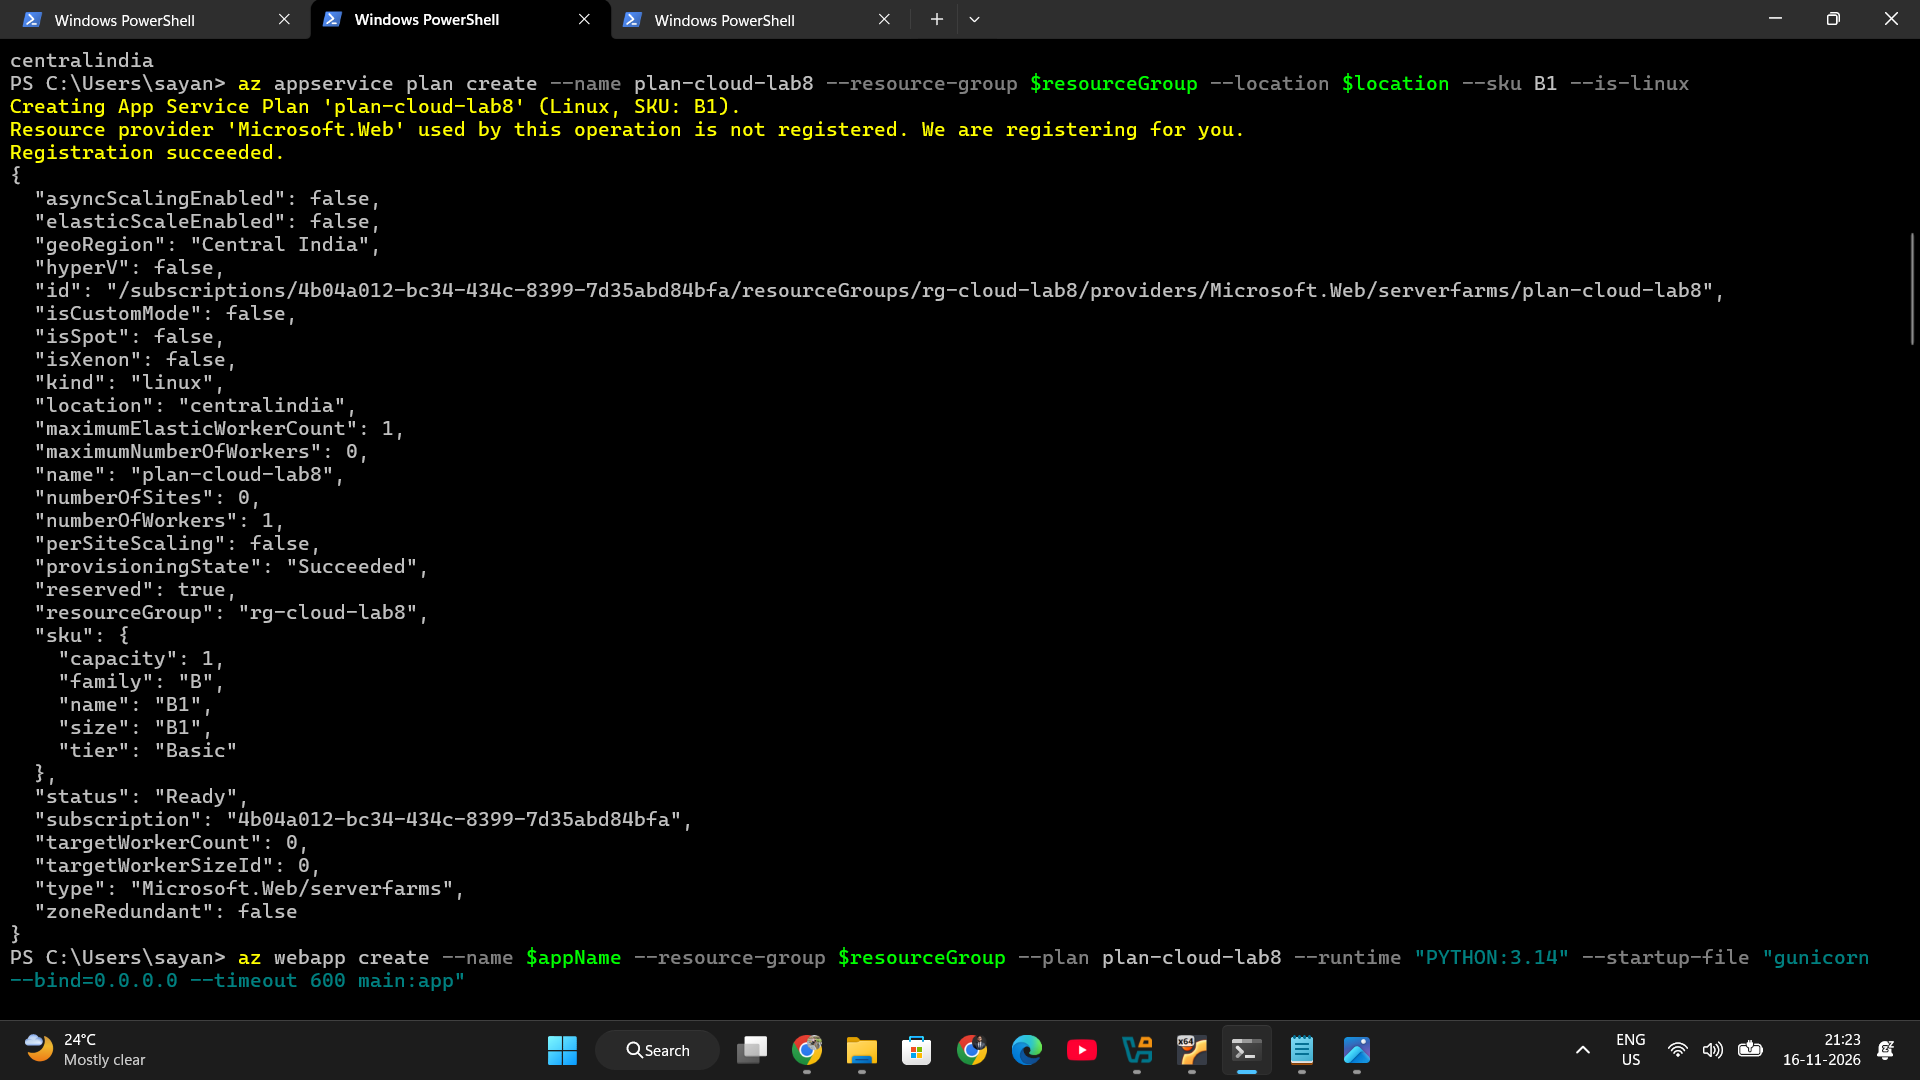 Windows PowerShell
Windows PowerShell
Windows PowerShell
centralindia
PS C:\Users\sayan> az appservice plan create --name plan-cloud-lab8 --resource-group $resourceGroup --location $location --sku B1 --is-linux
Creating App Service Plan 'plan-cloud-lab8' (Linux, SKU: B1).
Resource provider 'Microsoft.Web' used by this operation is not registered. We are registering for you.
Registration succeeded.
{
  "asyncScalingEnabled": false,
  "elasticScaleEnabled": false,
  "geoRegion": "Central India",
  "hyperV": false,
  "id": "/subscriptions/4b04a012-bc34-434c-8399-7d35abd84bfa/resourceGroups/rg-cloud-lab8/providers/Microsoft.Web/serverfarms/plan-cloud-lab8",
  "isCustomMode": false,
  "isSpot": false,
  "isXenon": false,
  "kind": "linux",
  "location": "centralindia",
  "maximumElasticWorkerCount": 1,
  "maximumNumberOfWorkers": 0,
  "name": "plan-cloud-lab8",
  "numberOfSites": 0,
  "numberOfWorkers": 1,
  "perSiteScaling": false,
  "provisioningState": "Succeeded",
  "reserved": true,
  "resourceGroup": "rg-cloud-lab8",
  "sku": {
    "capacity": 1,
    "family": "B",
    "name": "B1",
    "size": "B1",
    "tier": "Basic"
  },
  "status": "Ready",
  "subscription": "4b04a012-bc34-434c-8399-7d35abd84bfa",
  "targetWorkerCount": 0,
  "targetWorkerSizeId": 0,
  "type": "Microsoft.Web/serverfarms",
  "zoneRedundant": false
}
PS C:\Users\sayan> az webapp create --name $appName --resource-group $resourceGroup --plan plan-cloud-lab8 --runtime "PYTHON:3.14" --startup-file "gunicorn
--bind=0.0.0.0 --timeout 600 main:app"
24°C
Mostly clear
Search
x64
ENG
US
21:23
16-11-2026